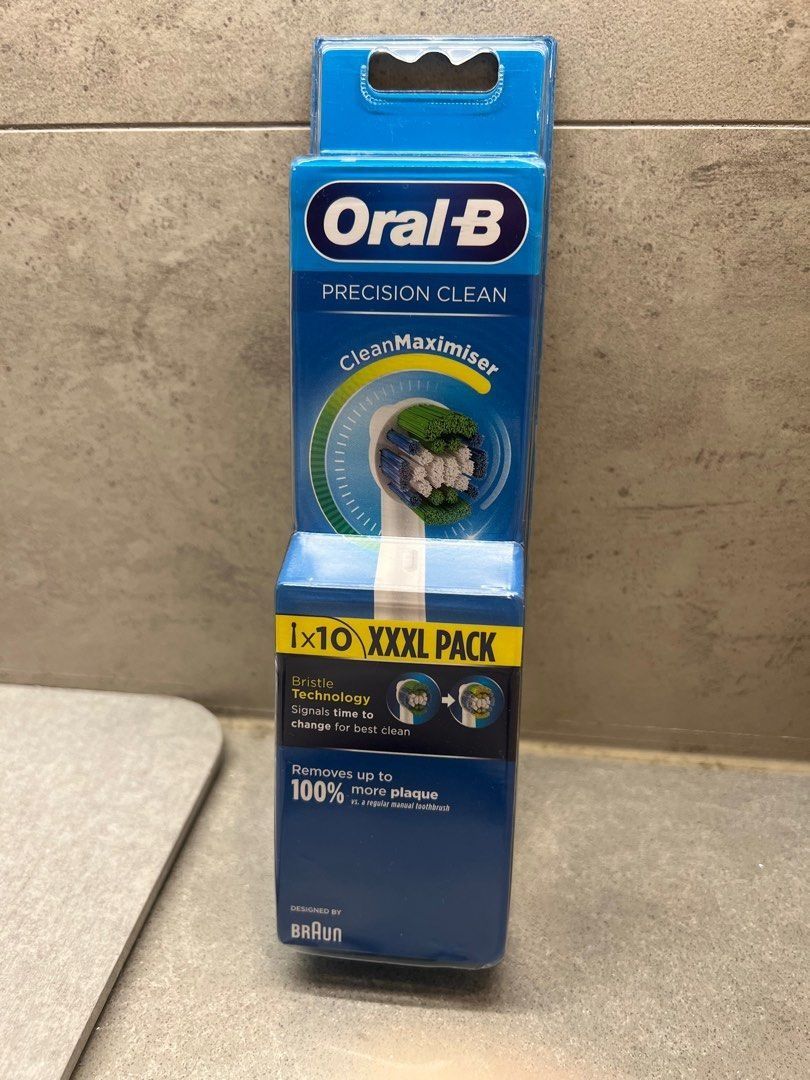 Oral-B
PRECISION CLEAN
CleanMaximiser
x10 XXXL PACK
Bristle
Technology
Signals time to
change for best clean
Removes up to
100% more plaque
vs. a regular manual toothbrush
DESIGNED BY
BRAUN